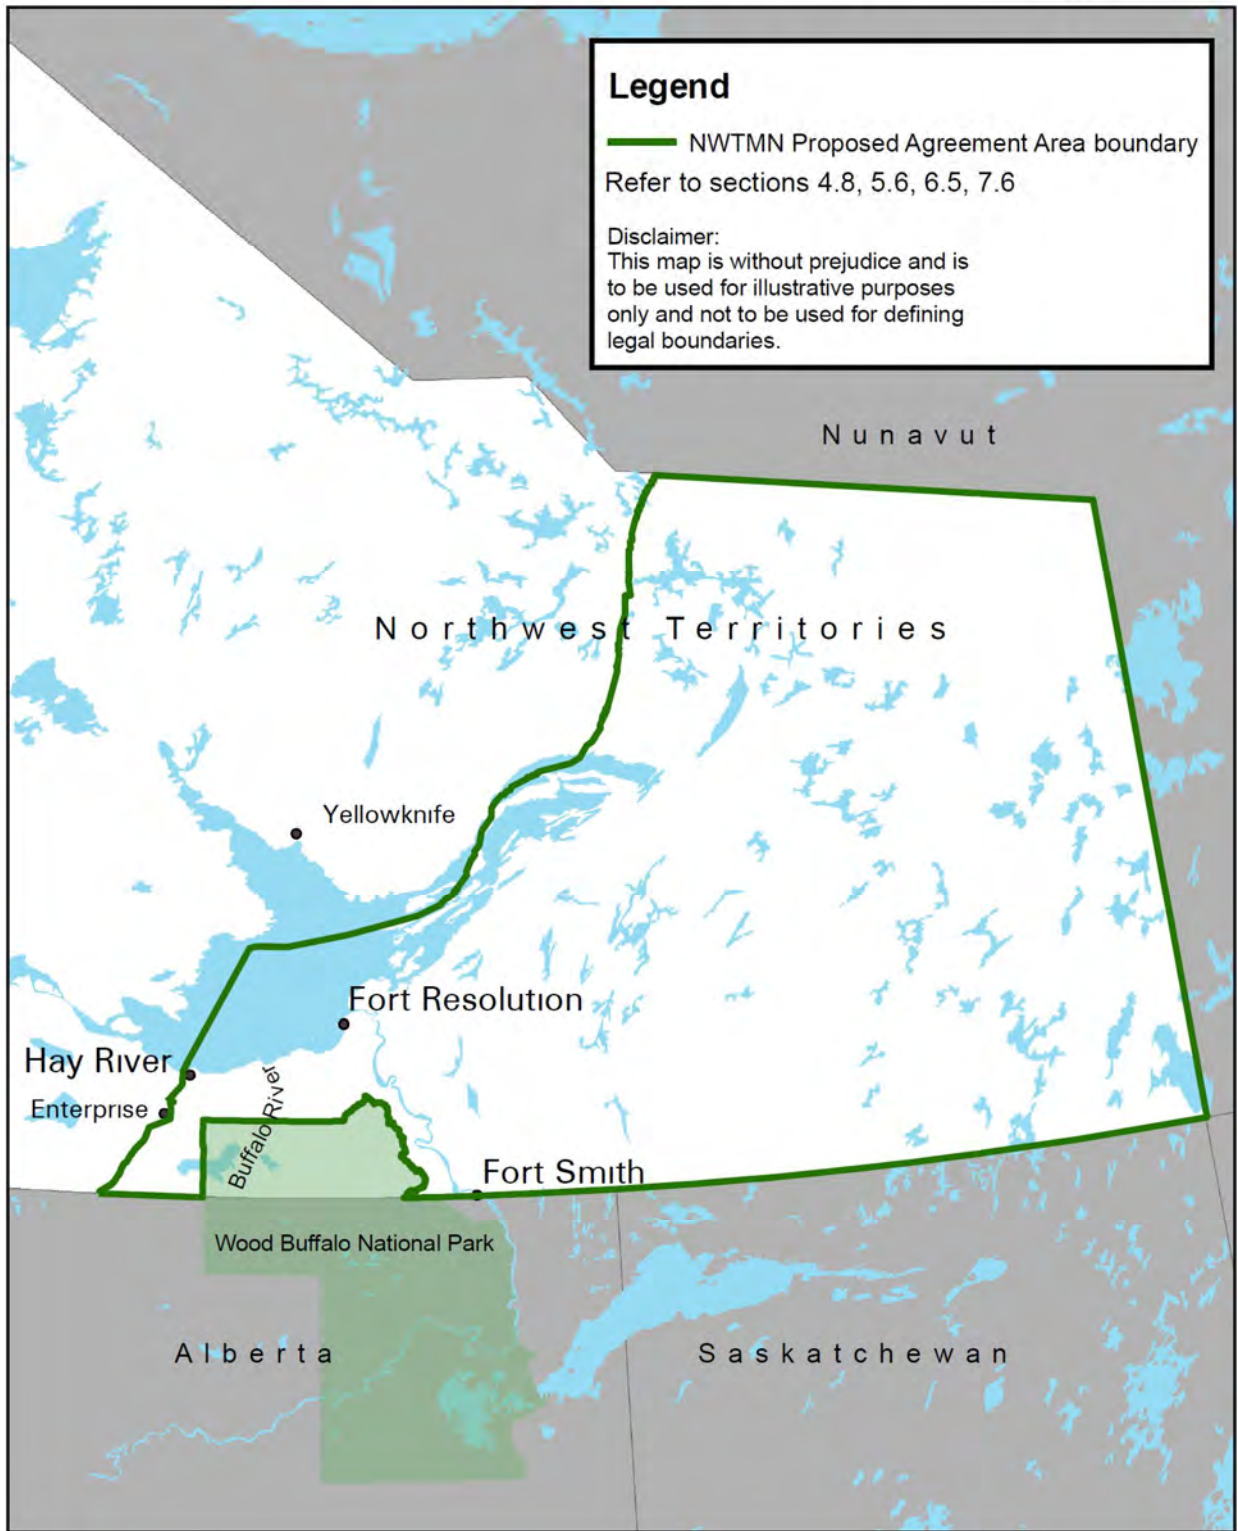 Legend
NWTMN Proposed Agreement Area boundary
Refer to sections 4.8, 5.6, 6.5, 7.6
Disclaimer:
This map is without prejudice and is
to be used for illustrative purposes
only and not to be used for defining
legal boundaries.
Nunavut
Northwest Territories
Yellowknife
Fort Resolution
Hay River
Enterprise
Buffalo River
Fort Smith
Wood Buffalo National Park
Alberta
Saskatchewan